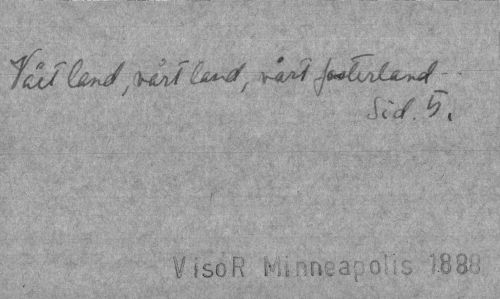 Vårt land, vårt land, vårt fosterland --
Sid. 5.
VisoR Minneapolis 1888